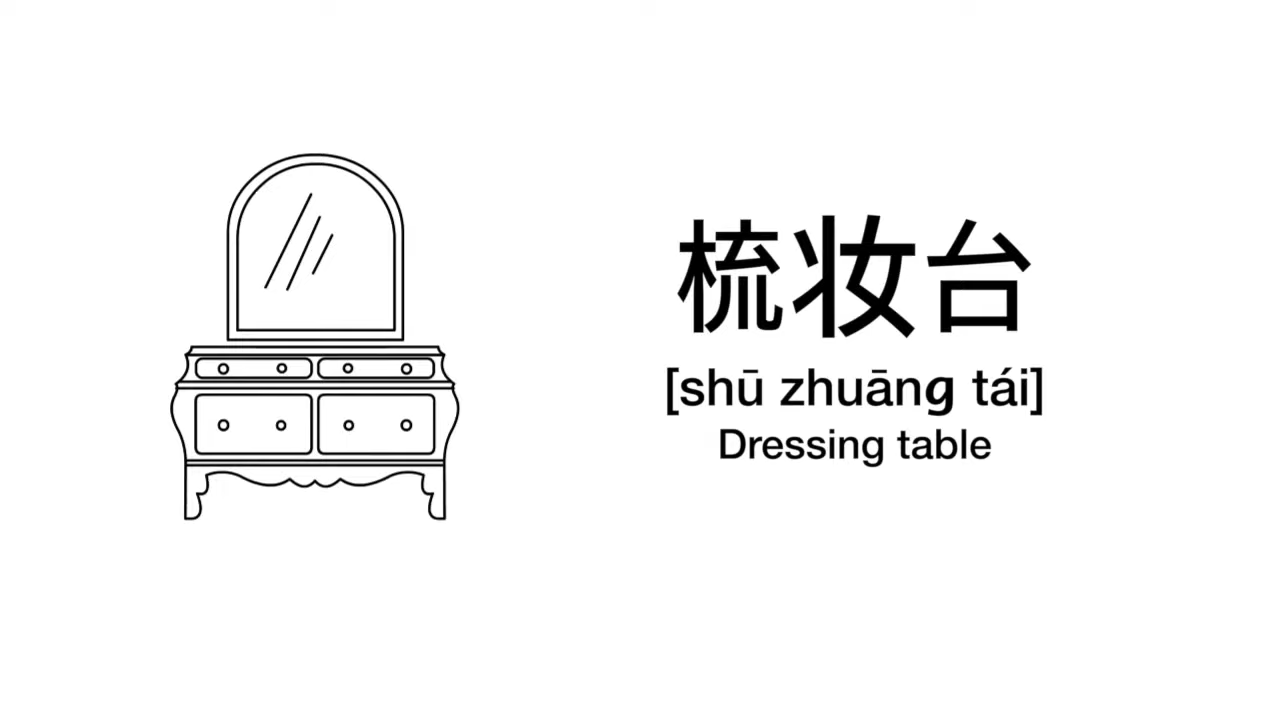 梳妆台
[shū zhuāng tái]
Dressing table